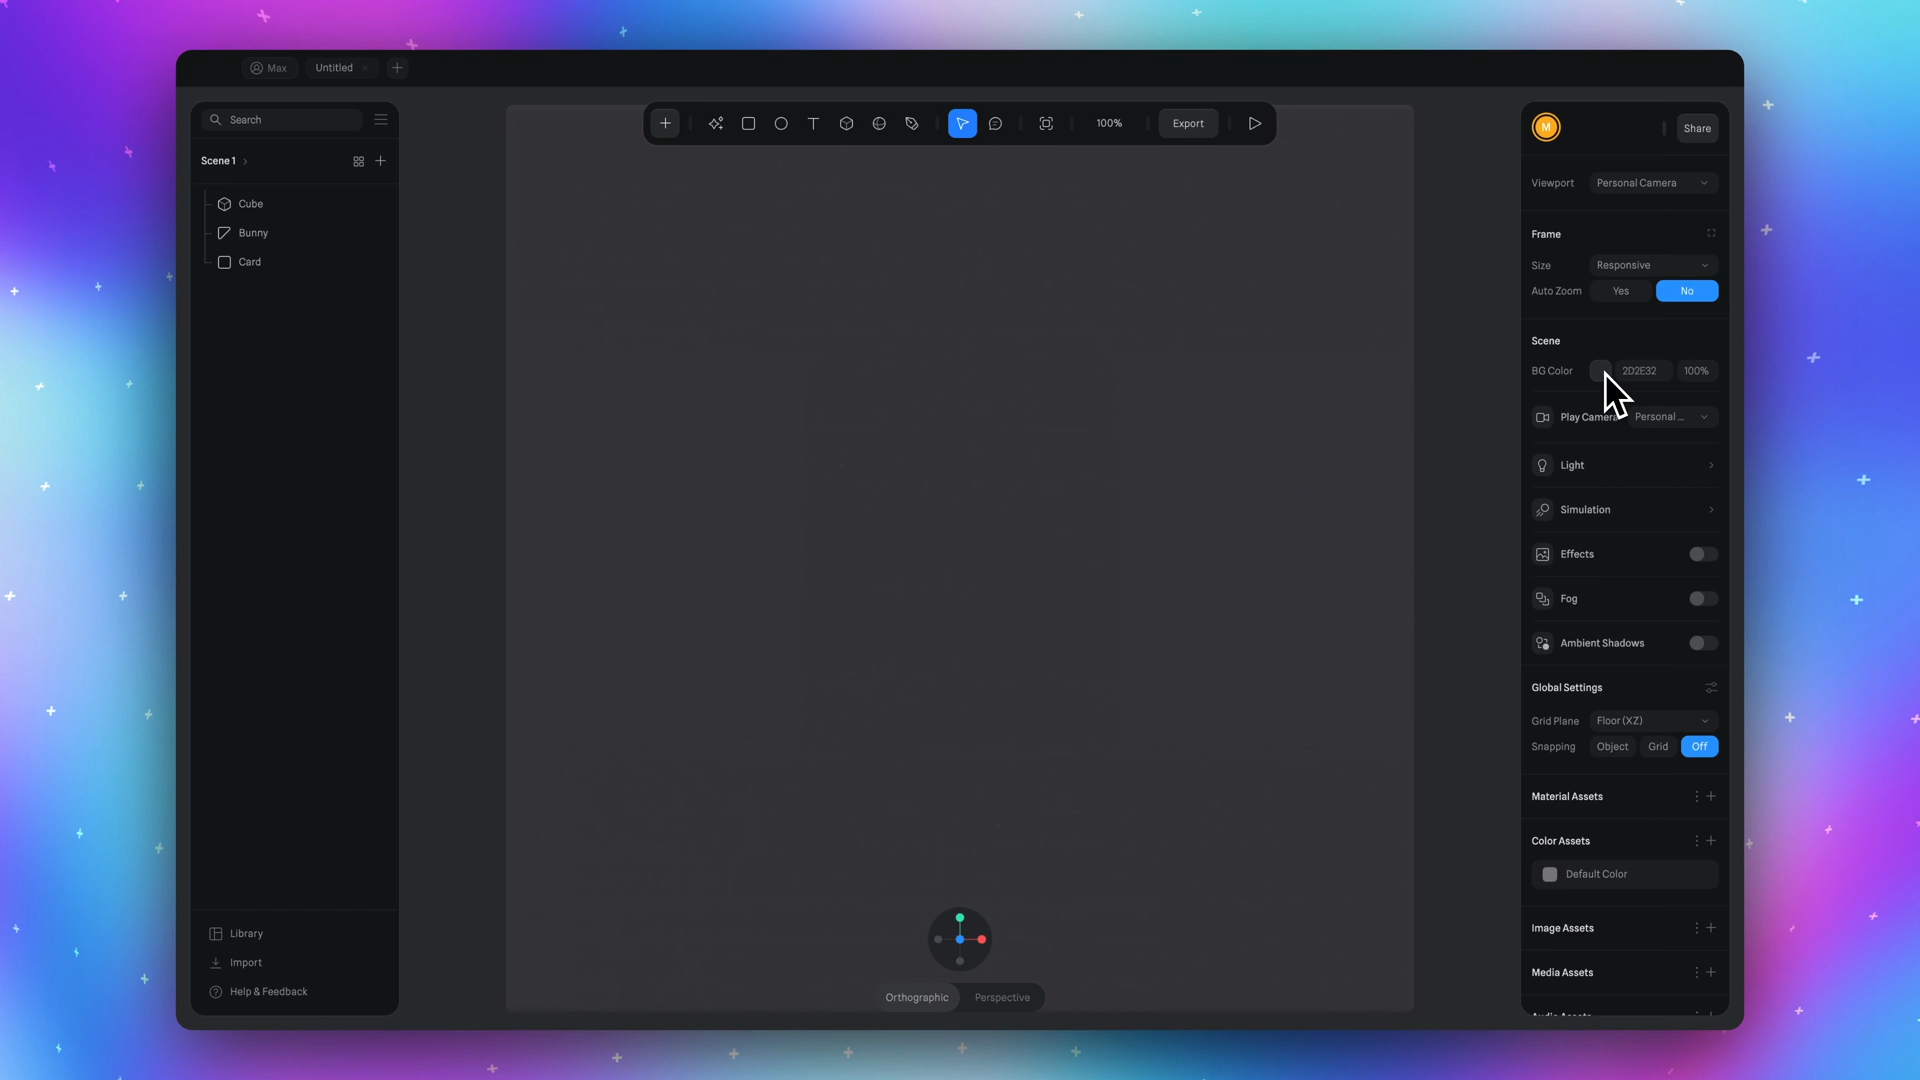 Max
Untitled
Search
Scene 1
Cube
Bunny
Card
Library
Import
Help & Feedback
100%
Export
Orthographic
Perspective
M
Share
Viewport
Personal Camera
Frame
Size
Responsive
Auto Zoom
Yes
No
Scene
BG Color
2D2E32
100%
Play Camera
Personal ...
Light
Simulation
Effects
Fog
Ambient Shadows
Global Settings
Grid Plane
Floor (XZ)
Snapping
Object
Grid
Off
Material Assets
Color Assets
Default Color
Image Assets
Media Assets